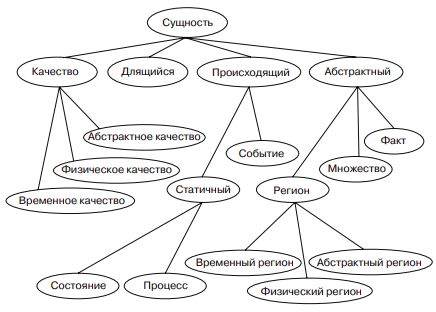 Сущность
Качество
Длящийся
Происходящий
Абстрактный
Абстрактное качество
Физическое качество
Временное качество
Событие
Факт
Множество
Статичный
Регион
Временный регион
Абстрактный регион
Физический регион
Состояние
Процесс